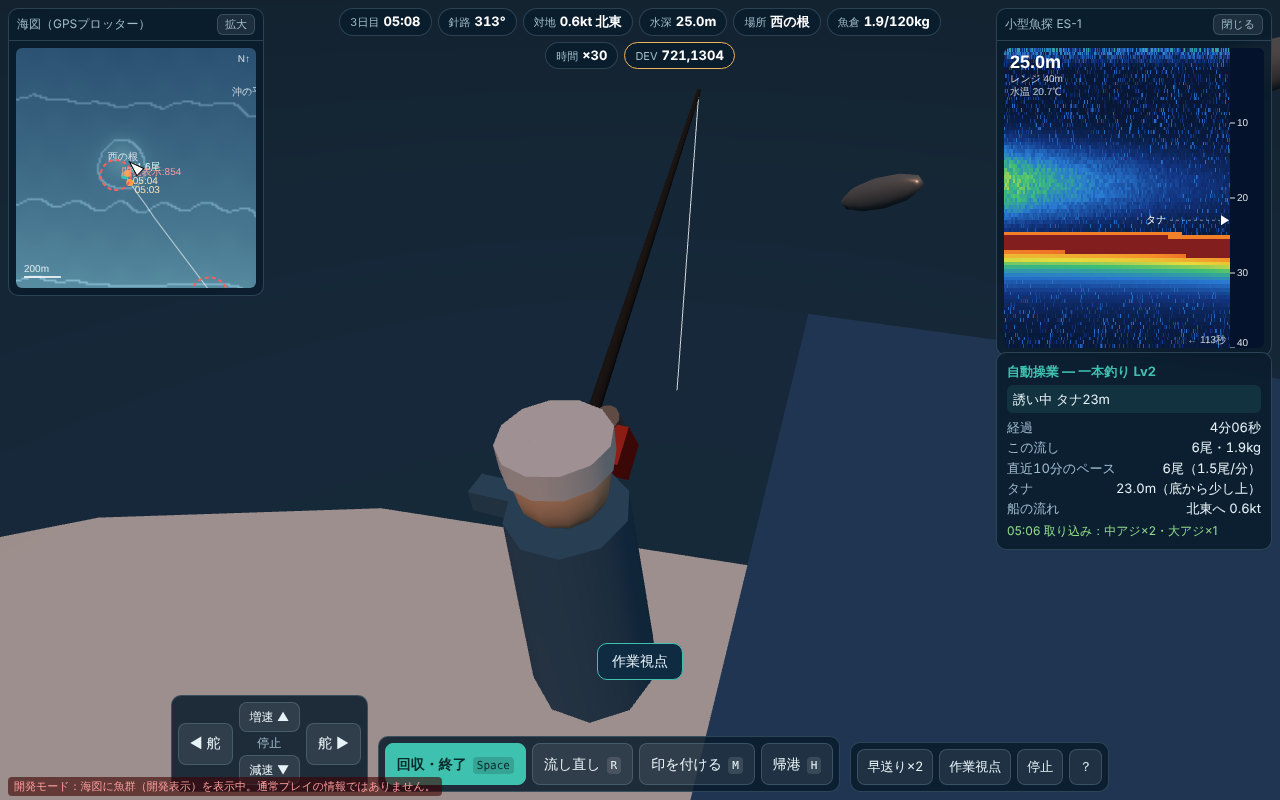 海図（GPSプロッター）
拡大
N↑
沖の
西の根
6尾
05:04
05:03
200m
3日目 05:08
針路 313°
対地 0.6kt 北東
水深 25.0m
場所 西の根
魚倉 1.9/120kg
時間 ×30
DEV 721,1304
小型魚探 ES-1
閉じる
25.0m
レンジ 40m
水温 20.7℃
10
20
タナ
30
← 113秒
40
自動操業 — 一本釣り Lv2
誘い中 タナ23m
経過 4分06秒
この流し 6尾・1.9kg
直近10分のペース 6尾（1.5尾/分）
タナ 23.0m（底から少し上）
船の流れ 北東へ 0.6kt
05:06 取り込み：中アジ×2・大アジ×1
作業視点
◀ 舵
増速 ▲
停止
減速 ▼
舵 ▶
回収・終了 Space
流し直し R
印を付ける M
帰港 H
早送り×2
作業視点
停止
？
開発モード：海図に魚群（開発表示）を表示中。通常プレイの情報ではありません。